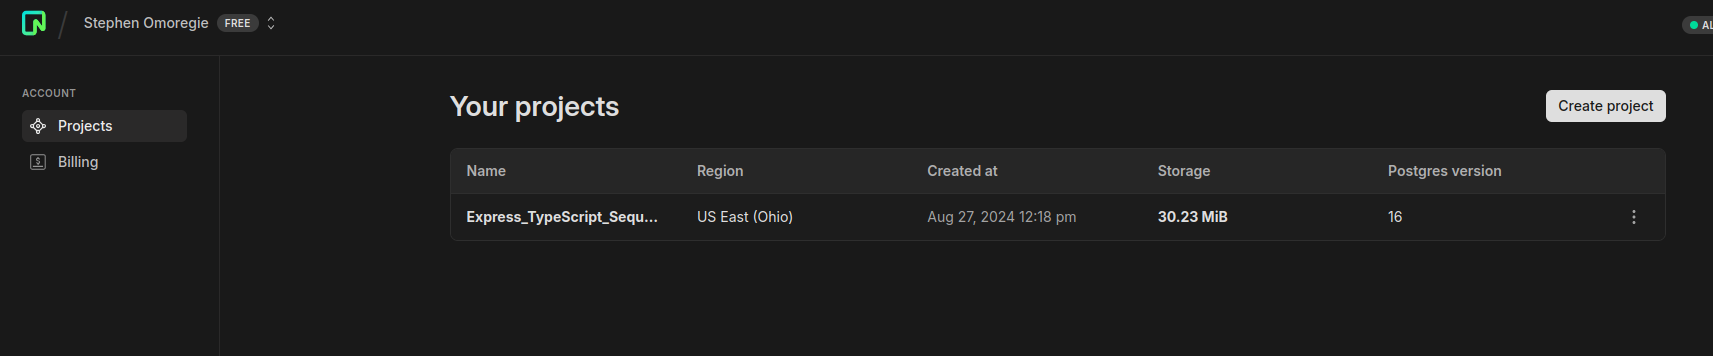 Stephen Omoregie FREE
ACCOUNT
Projects
Billing
Your projects
Create project
Name Region Created at Storage Postgres version
Express_TypeScript_Sequ... US East (Ohio) Aug 27, 2024 12:18 pm 30.23 MiB 16